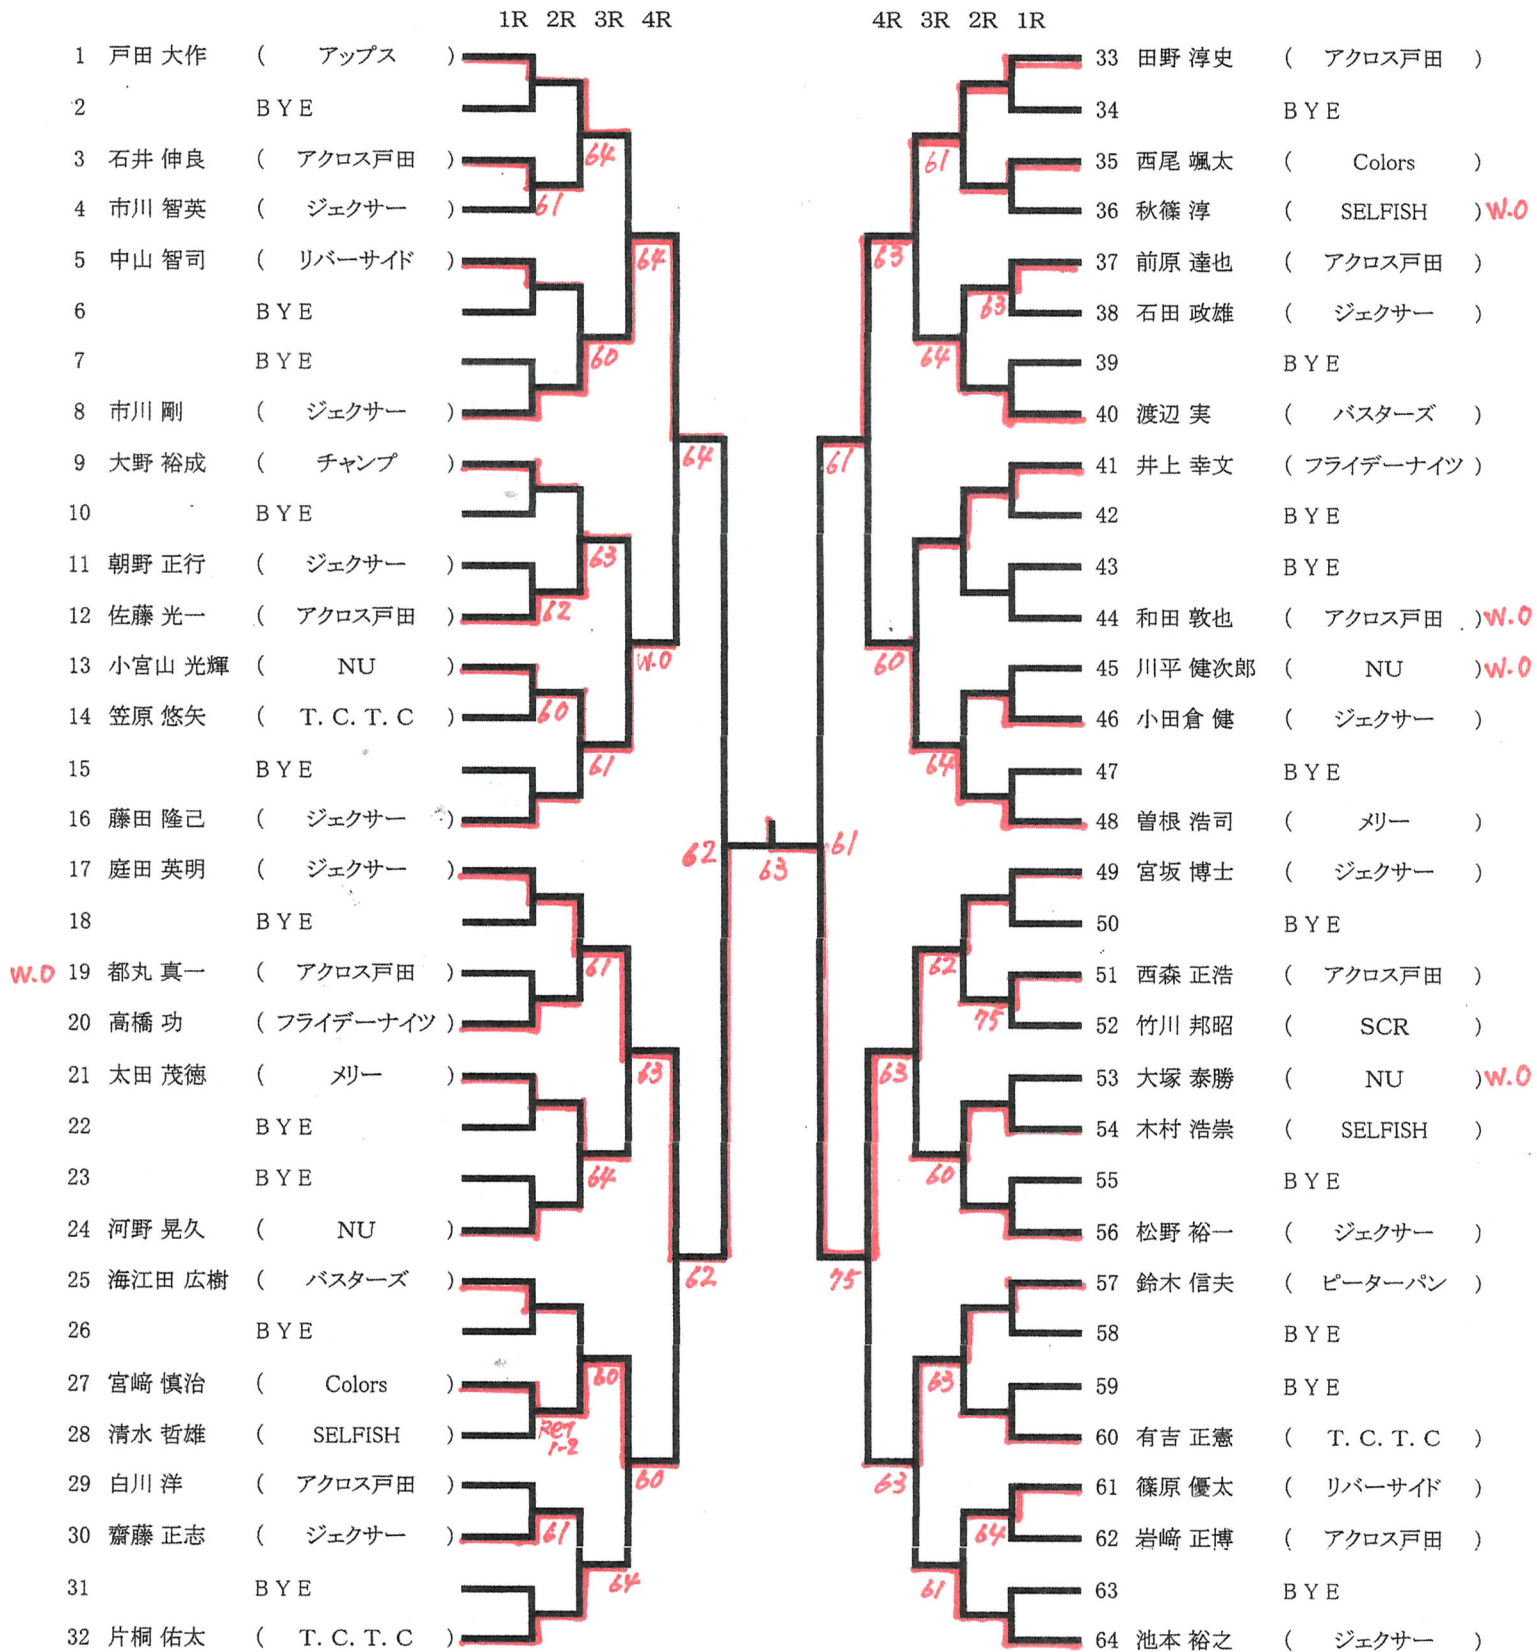 1R 2R 3R 4R 4R 3R 2R 1R
1 戸田 大作 ( アップス ) 33 田野 淳史 ( アクロス戸田 )
2 BYE 34 BYE
64 61
3 石井 伸良 ( アクロス戸田 ) 35 西尾 颯太 ( Colors )
4 市川 智英 ( ジェクサー ) 61 36 秋篠 淳 ( SELFISH ) W.O
64 63
5 中山 智司 ( リバーサイド ) 37 前原 達也 ( アクロス戸田 )
6 BYE 63 38 石田 政雄 ( ジェクサー )
60 64
7 BYE 39 BYE
8 市川 剛 ( ジェクサー ) 40 渡辺 実 ( バスターズ )
64 61
9 大野 裕成 ( チャンプ ) 41 井上 幸文 ( フライデーナイツ )
10 BYE 42 BYE
63
11 朝野 正行 ( ジェクサー ) 43 BYE
12 佐藤 光一 ( アクロス戸田 ) 62 44 和田 敦也 ( アクロス戸田 ) W.O
W.O 60
13 小宮山 光輝 ( NU ) 45 川平 健次郎 ( NU ) W.O
14 笠原 悠矢 ( T. C. T. C ) 60 46 小田倉 健 ( ジェクサー )
61 64
15 BYE 47 BYE
16 藤田 隆己 ( ジェクサー ) 48 曽根 浩司 ( メリー )
62 63 61
17 庭田 英明 ( ジェクサー ) 49 宮坂 博士 ( ジェクサー )
18 BYE 50 BYE
61 62
W.O 19 都丸 真一 ( アクロス戸田 ) 51 西森 正浩 ( アクロス戸田 )
20 高橋 功 ( フライデーナイツ ) 75 52 竹川 邦昭 ( SCR )
63 63
21 太田 茂徳 ( メリー ) 53 大塚 泰勝 ( NU ) W.O
22 BYE 54 木村 浩崇 ( SELFISH )
64 60
23 BYE 55 BYE
24 河野 晃久 ( NU ) 56 松野 裕一 ( ジェクサー )
62 75
25 海江田 広樹 ( バスターズ ) 57 鈴木 信夫 ( ピーターパン )
26 BYE 58 BYE
60 63
27 宮﨑 慎治 ( Colors ) 59 BYE
28 清水 哲雄 ( SELFISH ) Ret 1-2 60 有吉 正憲 ( T. C. T. C )
60 63
29 白川 洋 ( アクロス戸田 ) 61 篠原 優太 ( リバーサイド )
30 齋藤 正志 ( ジェクサー ) 61 64 62 岩﨑 正博 ( アクロス戸田 )
64 61
31 BYE 63 BYE
32 片桐 佑太 ( T. C. T. C ) 64 池本 裕之 ( ジェクサー )